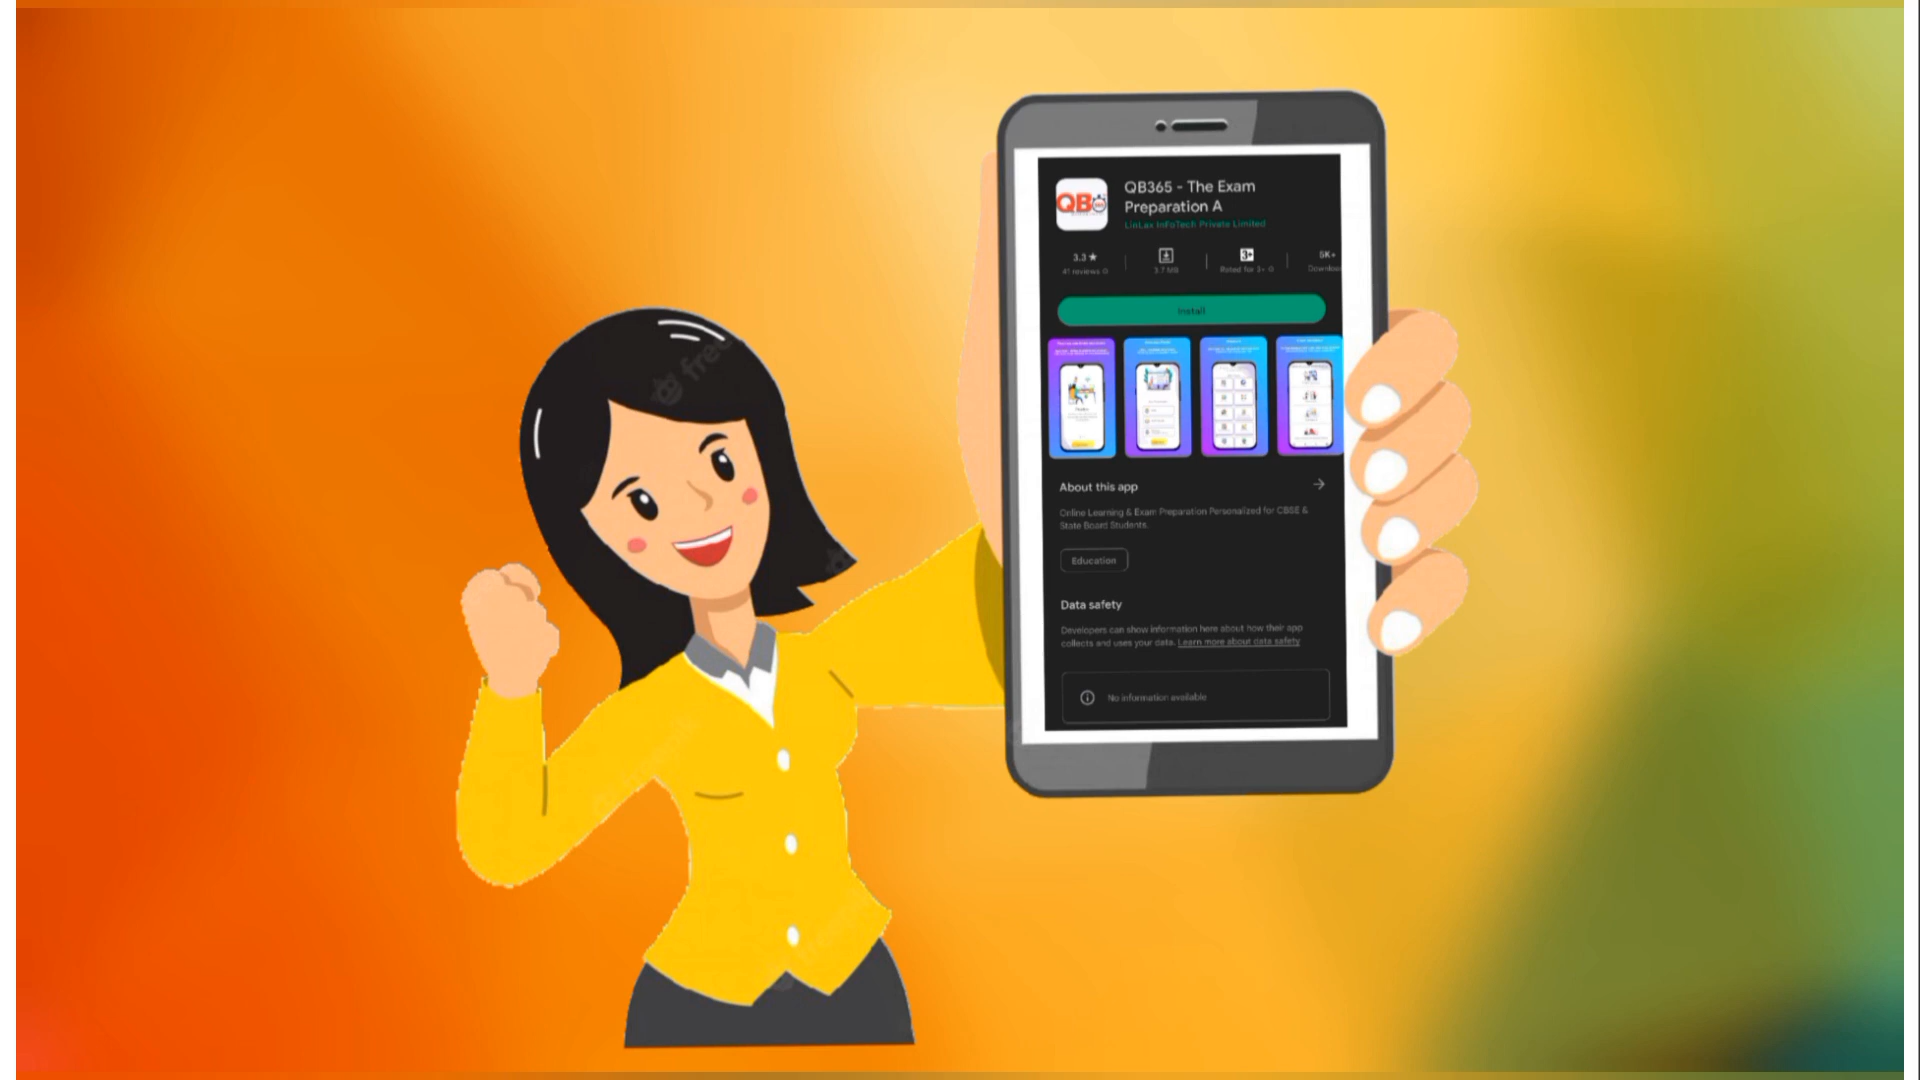 QB365 - The Exam
Preparation A
LinLax InFoTech Private Limited
QB
3.3 ★
3+
5K+
41 reviews
3.7 MB
Rated for 3+
Downloa
Install
About this app
Online Learning & Exam Preparation Personalized for CBSE &
State Board Students.
Education
Data safety
Developers can show information here about how their app
collects and uses your data. Learn more about data safety
No information available